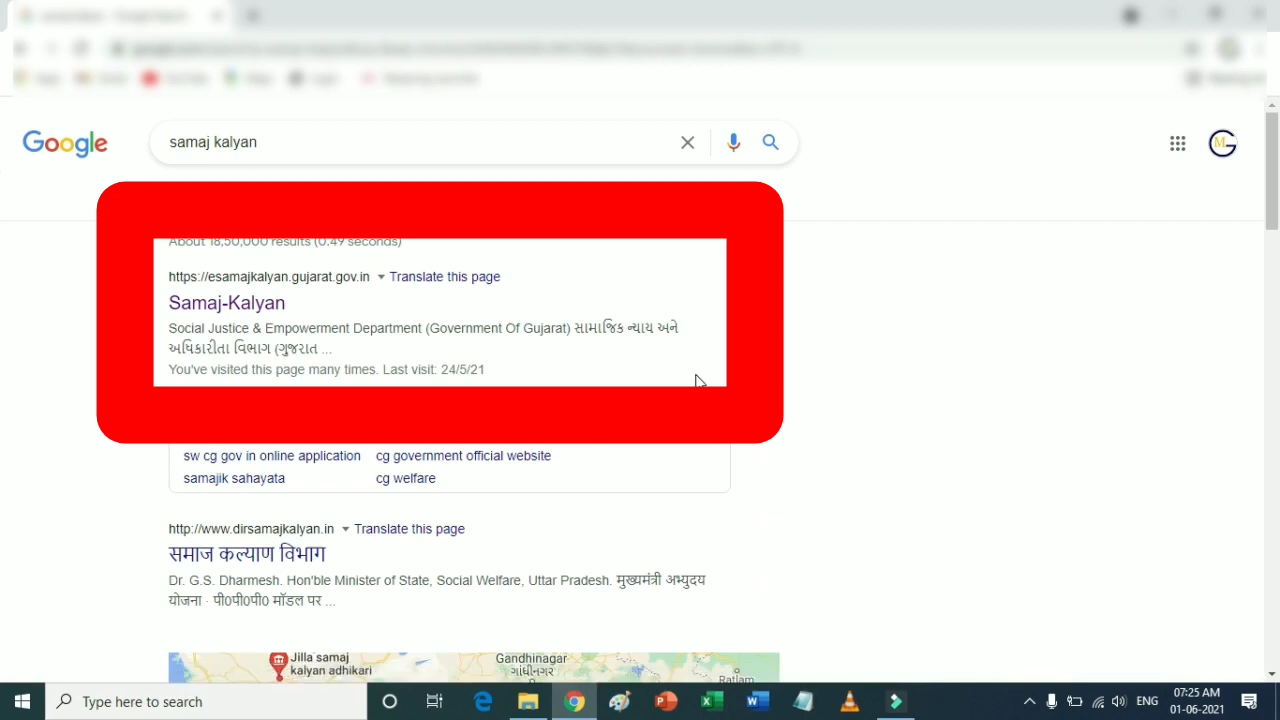 Google
samaj kalyan
About 18,50,000 results (0.49 seconds)
https://esamajkalyan.gujarat.gov.in Translate this page
Samaj-Kalyan
Social Justice & Empowerment Department (Government Of Gujarat) સામાજિક ન્યાય અને
અધિકારીતા વિભાગ (ગુજરાત ...
You've visited this page many times. Last visit: 24/5/21
sw cg gov in online application cg government official website
samajik sahayata cg welfare
http://www.dirsamajkalyan.in Translate this page
समाज कल्याण विभाग
Dr. G.S. Dharmesh. Hon'ble Minister of State, Social Welfare, Uttar Pradesh. मुख्यमंत्री अभ्युदय
योजना · पी0पी0पी0 मॉडल पर ...
Jilla samaj
kalyan adhikari
Gandhinagar
ગાંધીનગર
Ratlam
Type here to search
ENG
07:25 AM
01-06-2021